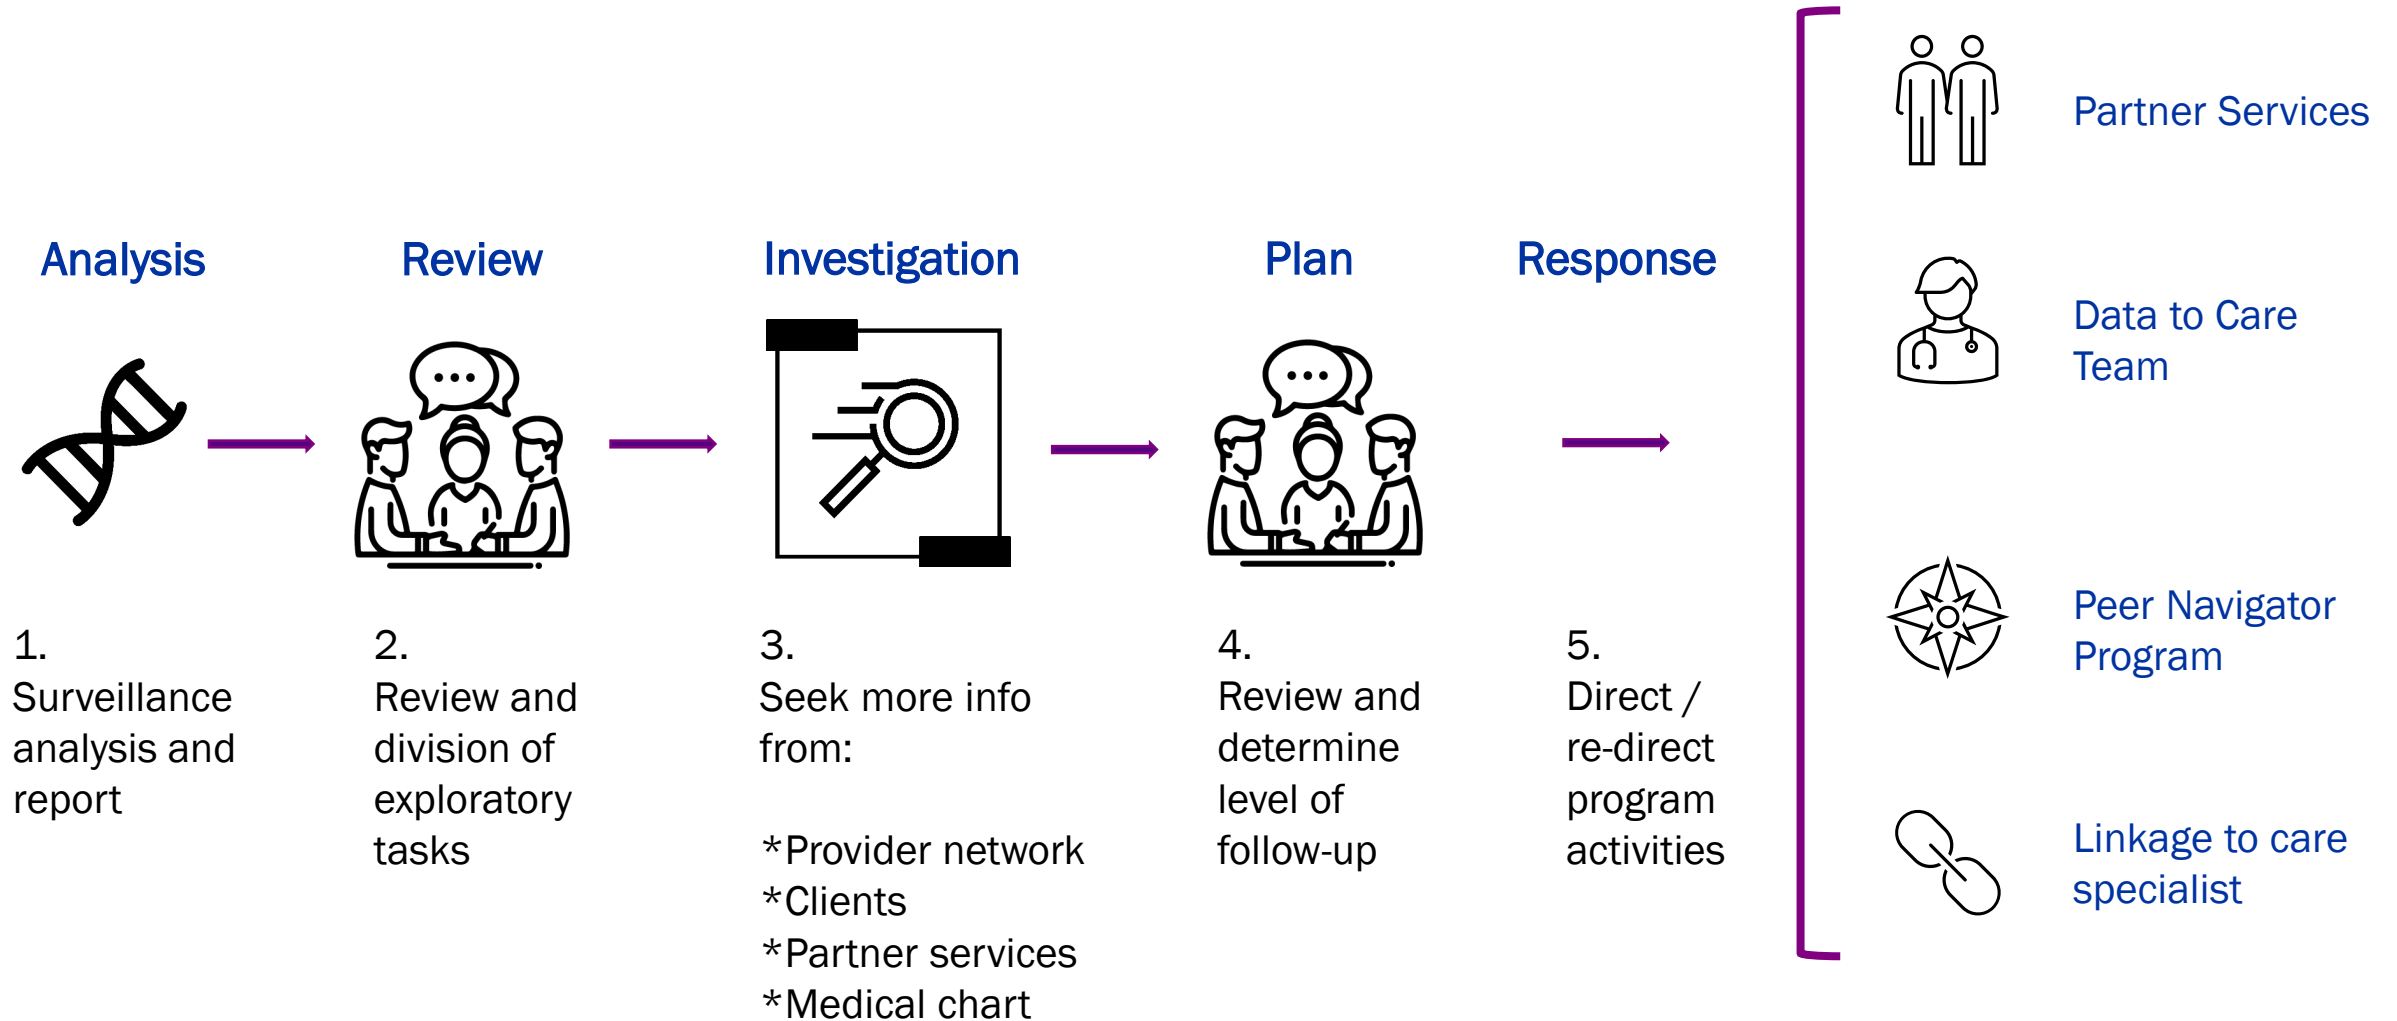 Analysis
Review
Investigation
Plan
Response
1.
Surveillance
analysis and
report
2.
Review and
division of
exploratory
tasks
3.
Seek more info
from:
*Provider network
*Clients
*Partner services
*Medical chart
4.
Review and
determine
level of
follow-up
5.
Direct /
re-direct
program
activities
Partner Services
Data to Care
Team
Peer Navigator
Program
Linkage to care
specialist